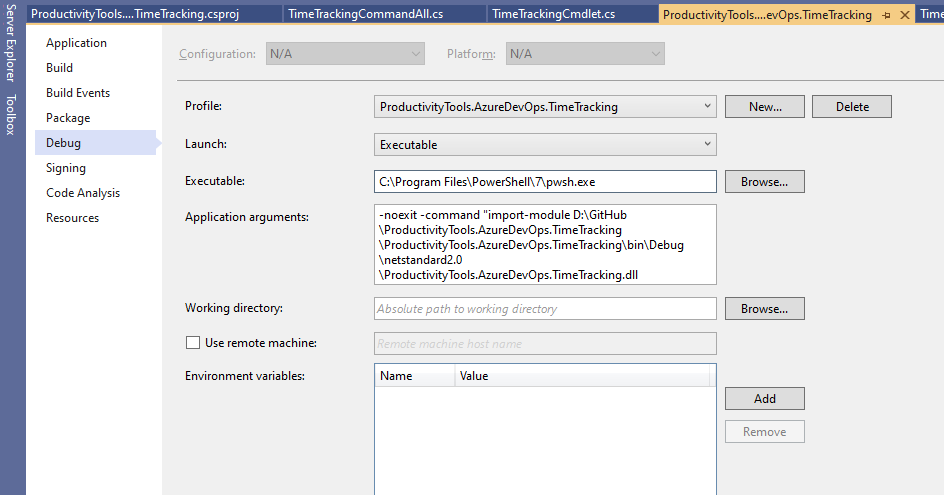 Server Explorer
Toolbox
ProductivityTools....TimeTracking.csproj
TimeTrackingCommandAll.cs
TimeTrackingCmdlet.cs
ProductivityTools....evOps.TimeTracking
Time
Application
Build
Build Events
Package
Debug
Signing
Code Analysis
Resources
Configuration: N/A
Platform: N/A
Profile: ProductivityTools.AzureDevOps.TimeTracking New... Delete
Launch: Executable
Executable: C:\Program Files\PowerShell\7\pwsh.exe Browse...
Application arguments: -noexit -command "import-module D:\GitHub
\ProductivityTools.AzureDevOps.TimeTracking
\ProductivityTools.AzureDevOps.TimeTracking\bin\Debug
\netstandard2.0
\ProductivityTools.AzureDevOps.TimeTracking.dll
Working directory: Absolute path to working directory Browse...
Use remote machine: Remote machine host name
Environment variables: Name Value
Add
Remove